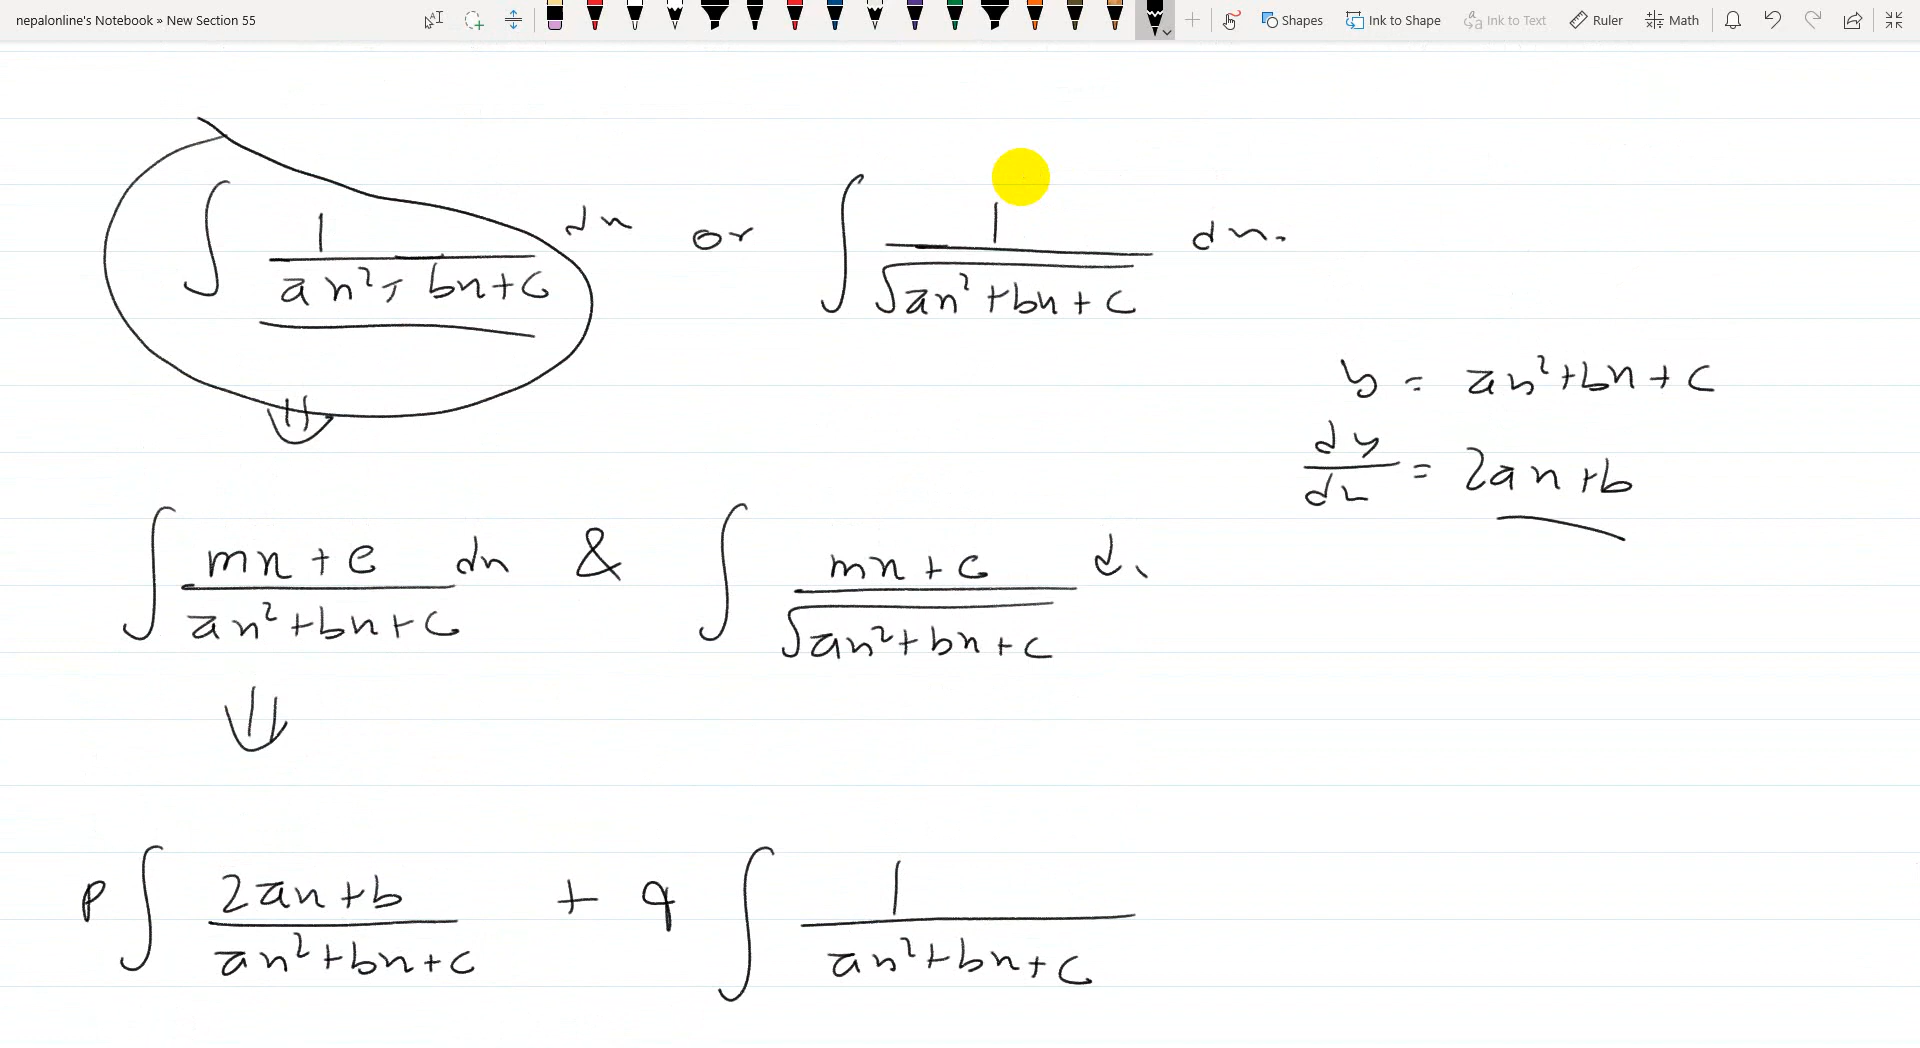 nepalonline's Notebook » New Section 55
Shapes Ink to Shape Ink to Text Ruler Math
∫ 1/(ax² + bx + c) dx or ∫ 1/√(ax² + bx + c) dx.
y = ax² + bx + c
dy/dx = 2ax + b
∫ (mx + e)/(ax² + bx + c) dx & ∫ (mx + c)/√(ax² + bx + c) d
p ∫ (2ax + b)/(ax² + bx + c) + q ∫ 1/(ax² + bx + c)